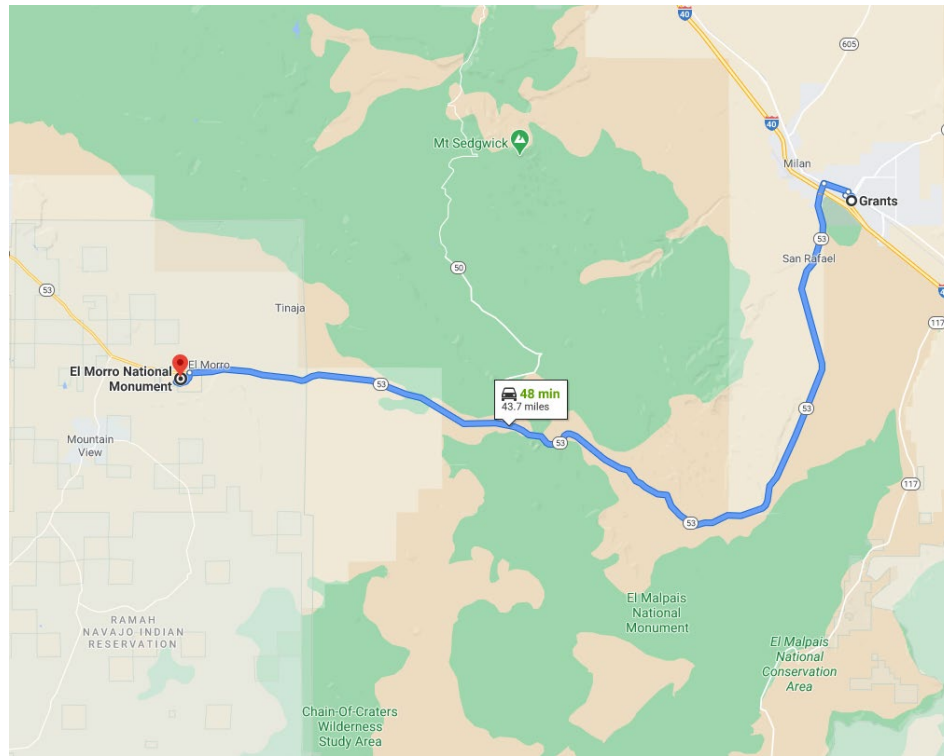 40
605
40
Mt Sedgwick
Milan
Grants
53
San Rafael
50
53
Tinaja
117
El Morro
El Morro National
Monument
53
48 min
43.7 miles
53
Mountain
View
53
117
53
El Malpais
National
Monument
RAMAH
NAVAJO INDIAN
RESERVATION
El Malpais
National
Conservation
Area
Chain-Of-Craters
Wilderness
Study Area